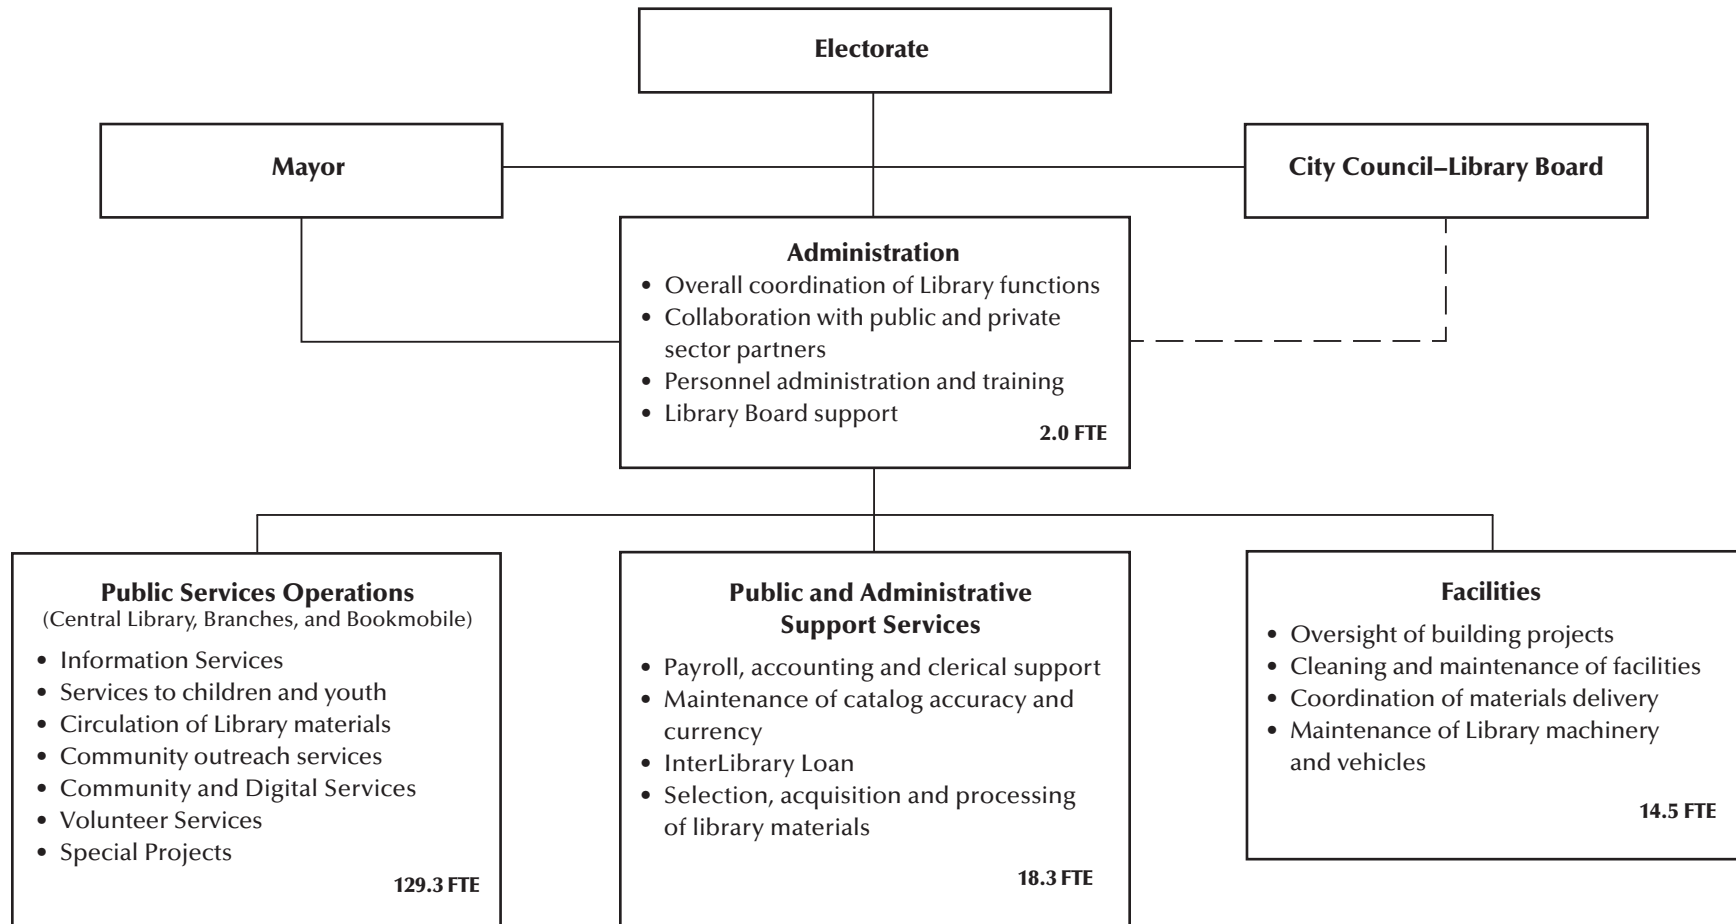 Electorate
Mayor
City Council–Library Board
Administration
• Overall coordination of Library functions
• Collaboration with public and private
sector partners
• Personnel administration and training
• Library Board support
2.0 FTE
Public Services Operations
(Central Library, Branches, and Bookmobile)
• Information Services
• Services to children and youth
• Circulation of Library materials
• Community outreach services
• Community and Digital Services
• Volunteer Services
• Special Projects
129.3 FTE
Public and Administrative
Support Services
• Payroll, accounting and clerical support
• Maintenance of catalog accuracy and
currency
• InterLibrary Loan
• Selection, acquisition and processing
of library materials
18.3 FTE
Facilities
• Oversight of building projects
• Cleaning and maintenance of facilities
• Coordination of materials delivery
• Maintenance of Library machinery
and vehicles
14.5 FTE